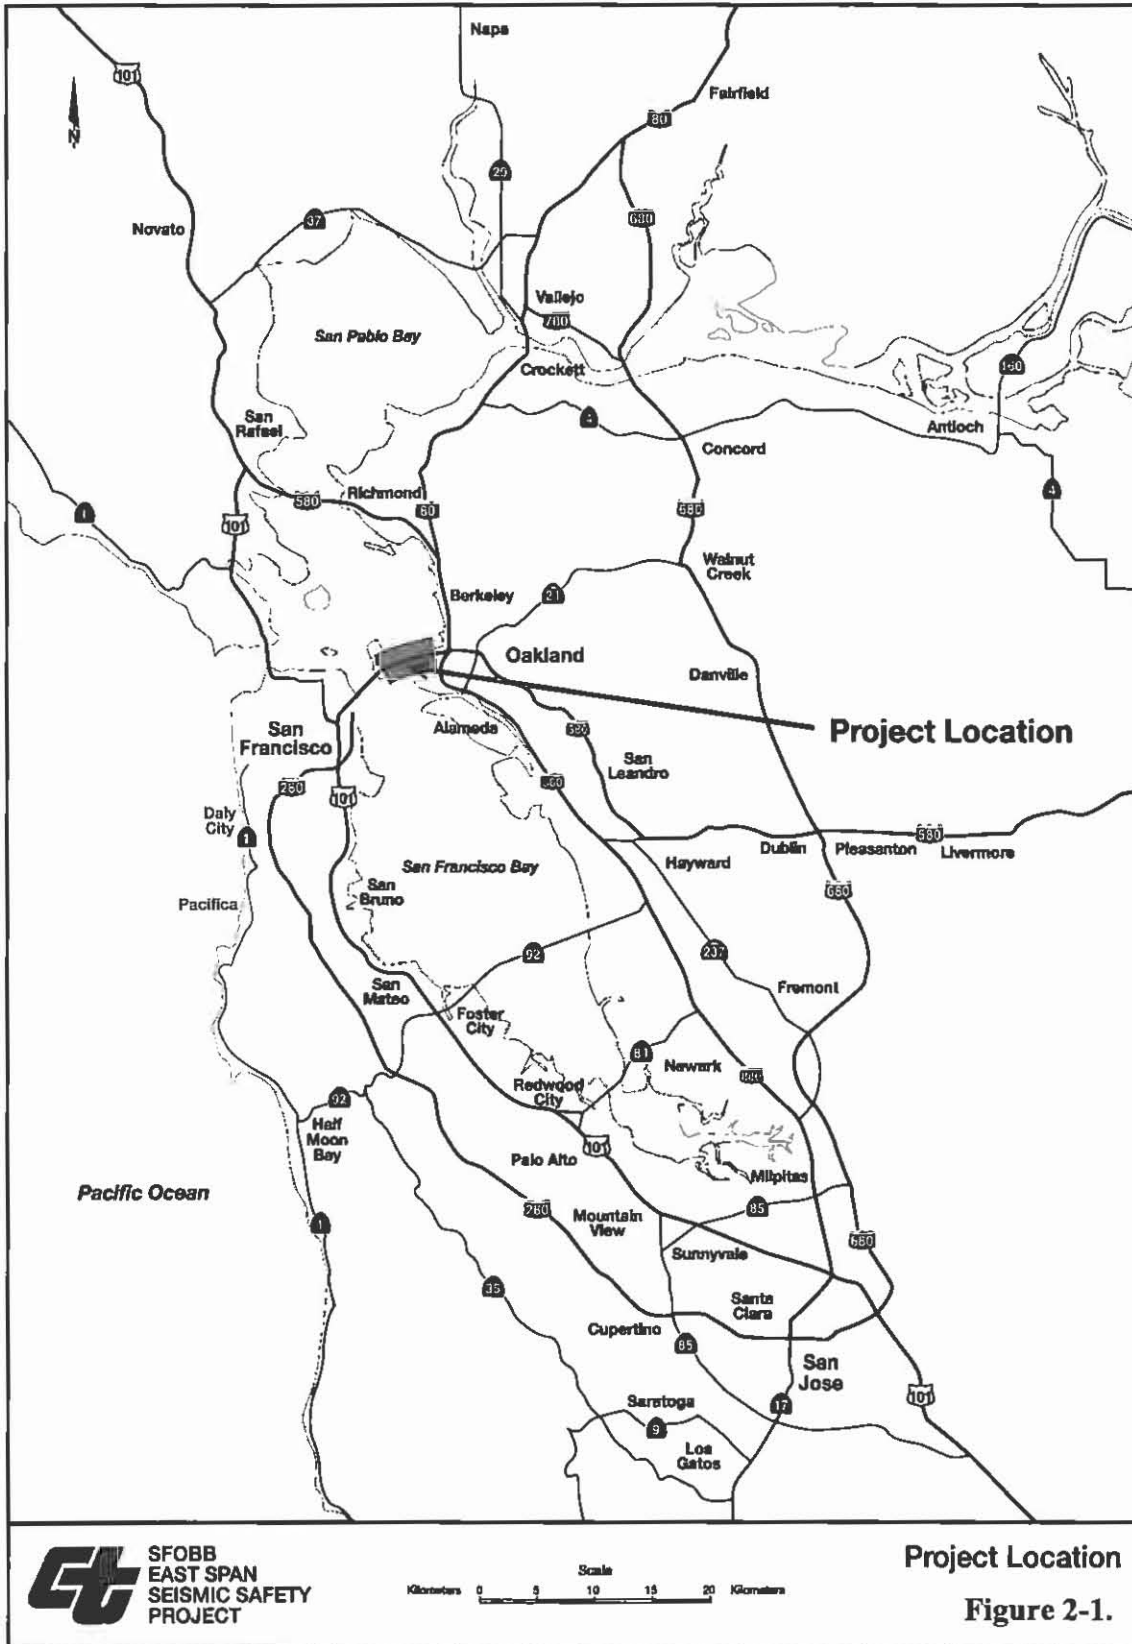 Napa
101
Fairfield
80
N
29
37
680
Novato
Vallejo
780
San Pablo Bay
Crockett
160
San
Rafael
4
Antioch
Concord
Richmond
580
80
680
4
1
101
Walnut
Creek
Berkeley
Oakland
Danville
Alameda
Project Location
San
Francisco
San
Leandro
280
101
Daly
City
1
580
Dublin
Pleasanton
Livermore
Hayward
San Francisco Bay
San
Bruno
680
Pacifica
92
San
Mateo
Fremont
Foster
City
Newark
Redwood
City
92
Half
Moon
Bay
101
Palo Alto
Milpitas
Pacific Ocean
85
280
Mountain
View
1
680
Sunnyvale
35
Santa
Clara
Cupertino
85
San
Jose
101
Saratoga
17
9
Los
Gatos
SFOBB
EAST SPAN
SEISMIC SAFETY
PROJECT
Scale
Kilometers 0 5 10 15 20 Kilometers
Project Location
Figure 2-1.